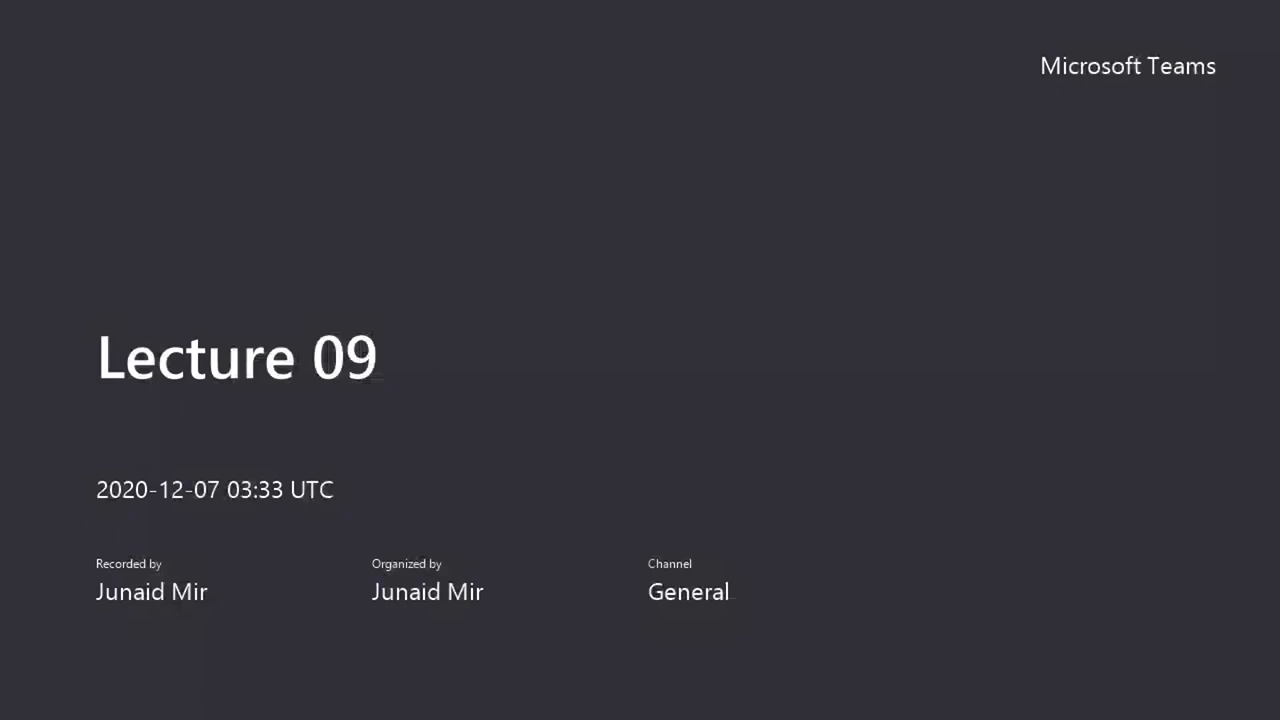 Microsoft Teams
Lecture 09
2020-12-07 03:33 UTC
Recorded by
Organized by
Channel
Junaid Mir
Junaid Mir
General